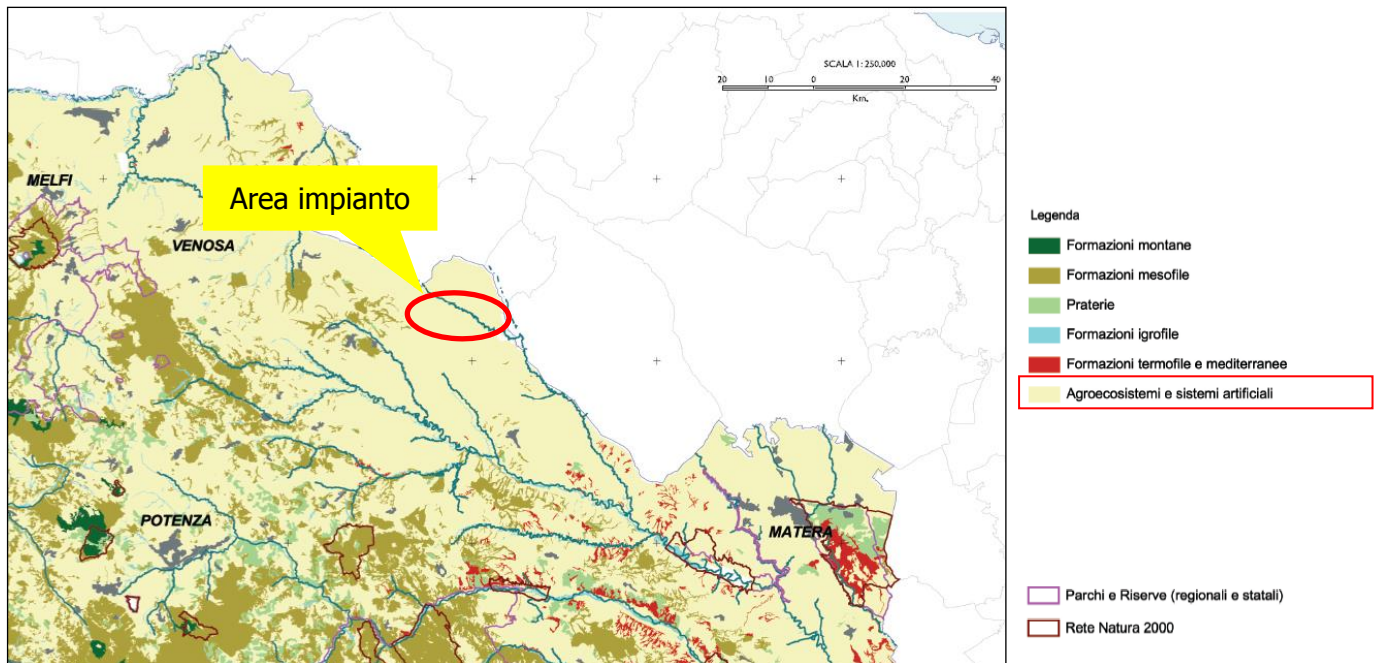 SCALA 1:250.000
20 10 0 20 40
Km.
MELFI
Area impianto
VENOSA
POTENZA
MATERA
Legenda
Formazioni montane
Formazioni mesofile
Praterie
Formazioni igrofile
Formazioni termofile e mediterranee
Agroecosistemi e sistemi artificiali
Parchi e Riserve (regionali e statali)
Rete Natura 2000